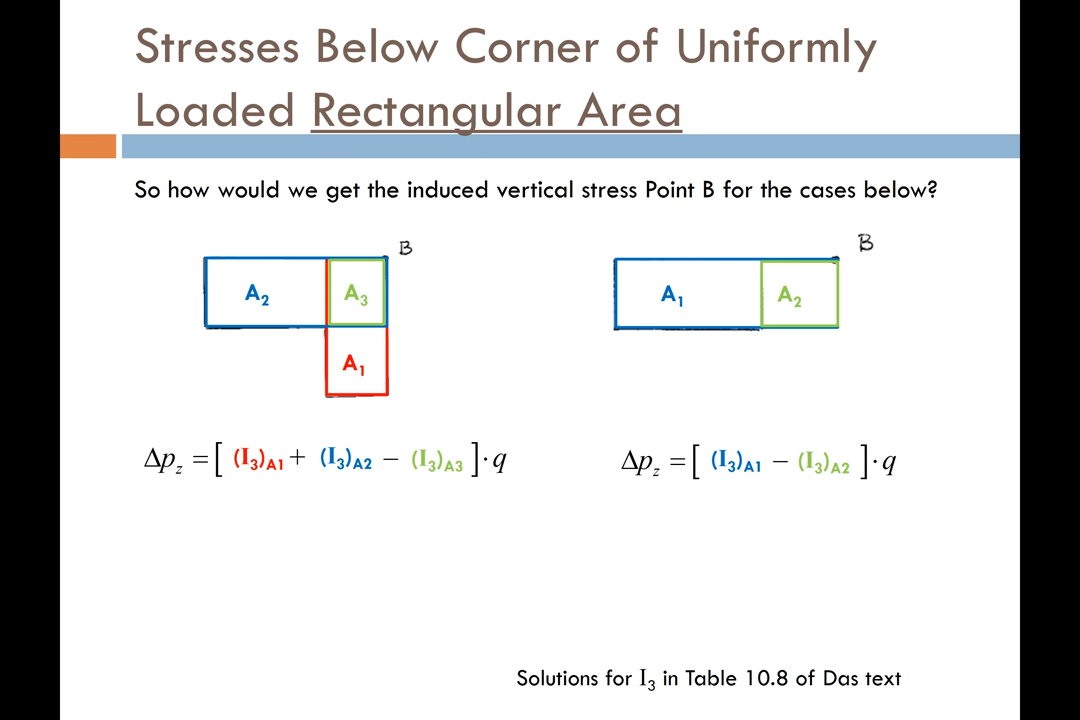 Stresses Below Corner of Uniformly
Loaded Rectangular Area
So how would we get the induced vertical stress Point B for the cases below?
B
A₂ A₃
A₁
B
A₁ A₂
Δp_z = [ (I₃)_A1 + (I₃)_A2 − (I₃)_A3 ] · q
Δp_z = [ (I₃)_A1 − (I₃)_A2 ] · q
Solutions for I₃ in Table 10.8 of Das text